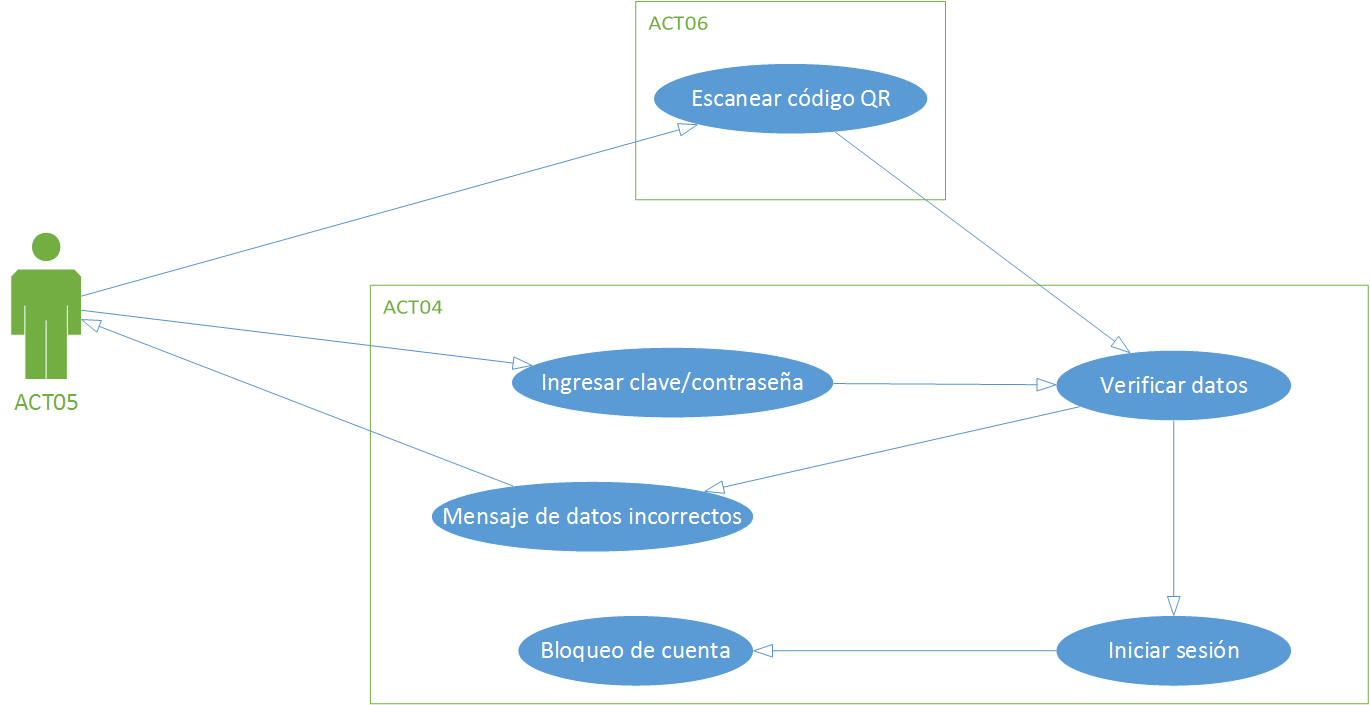 ACT06
Escanear código QR
ACT05
ACT04
Ingresar clave/contraseña
Verificar datos
Mensaje de datos incorrectos
Bloqueo de cuenta
Iniciar sesión